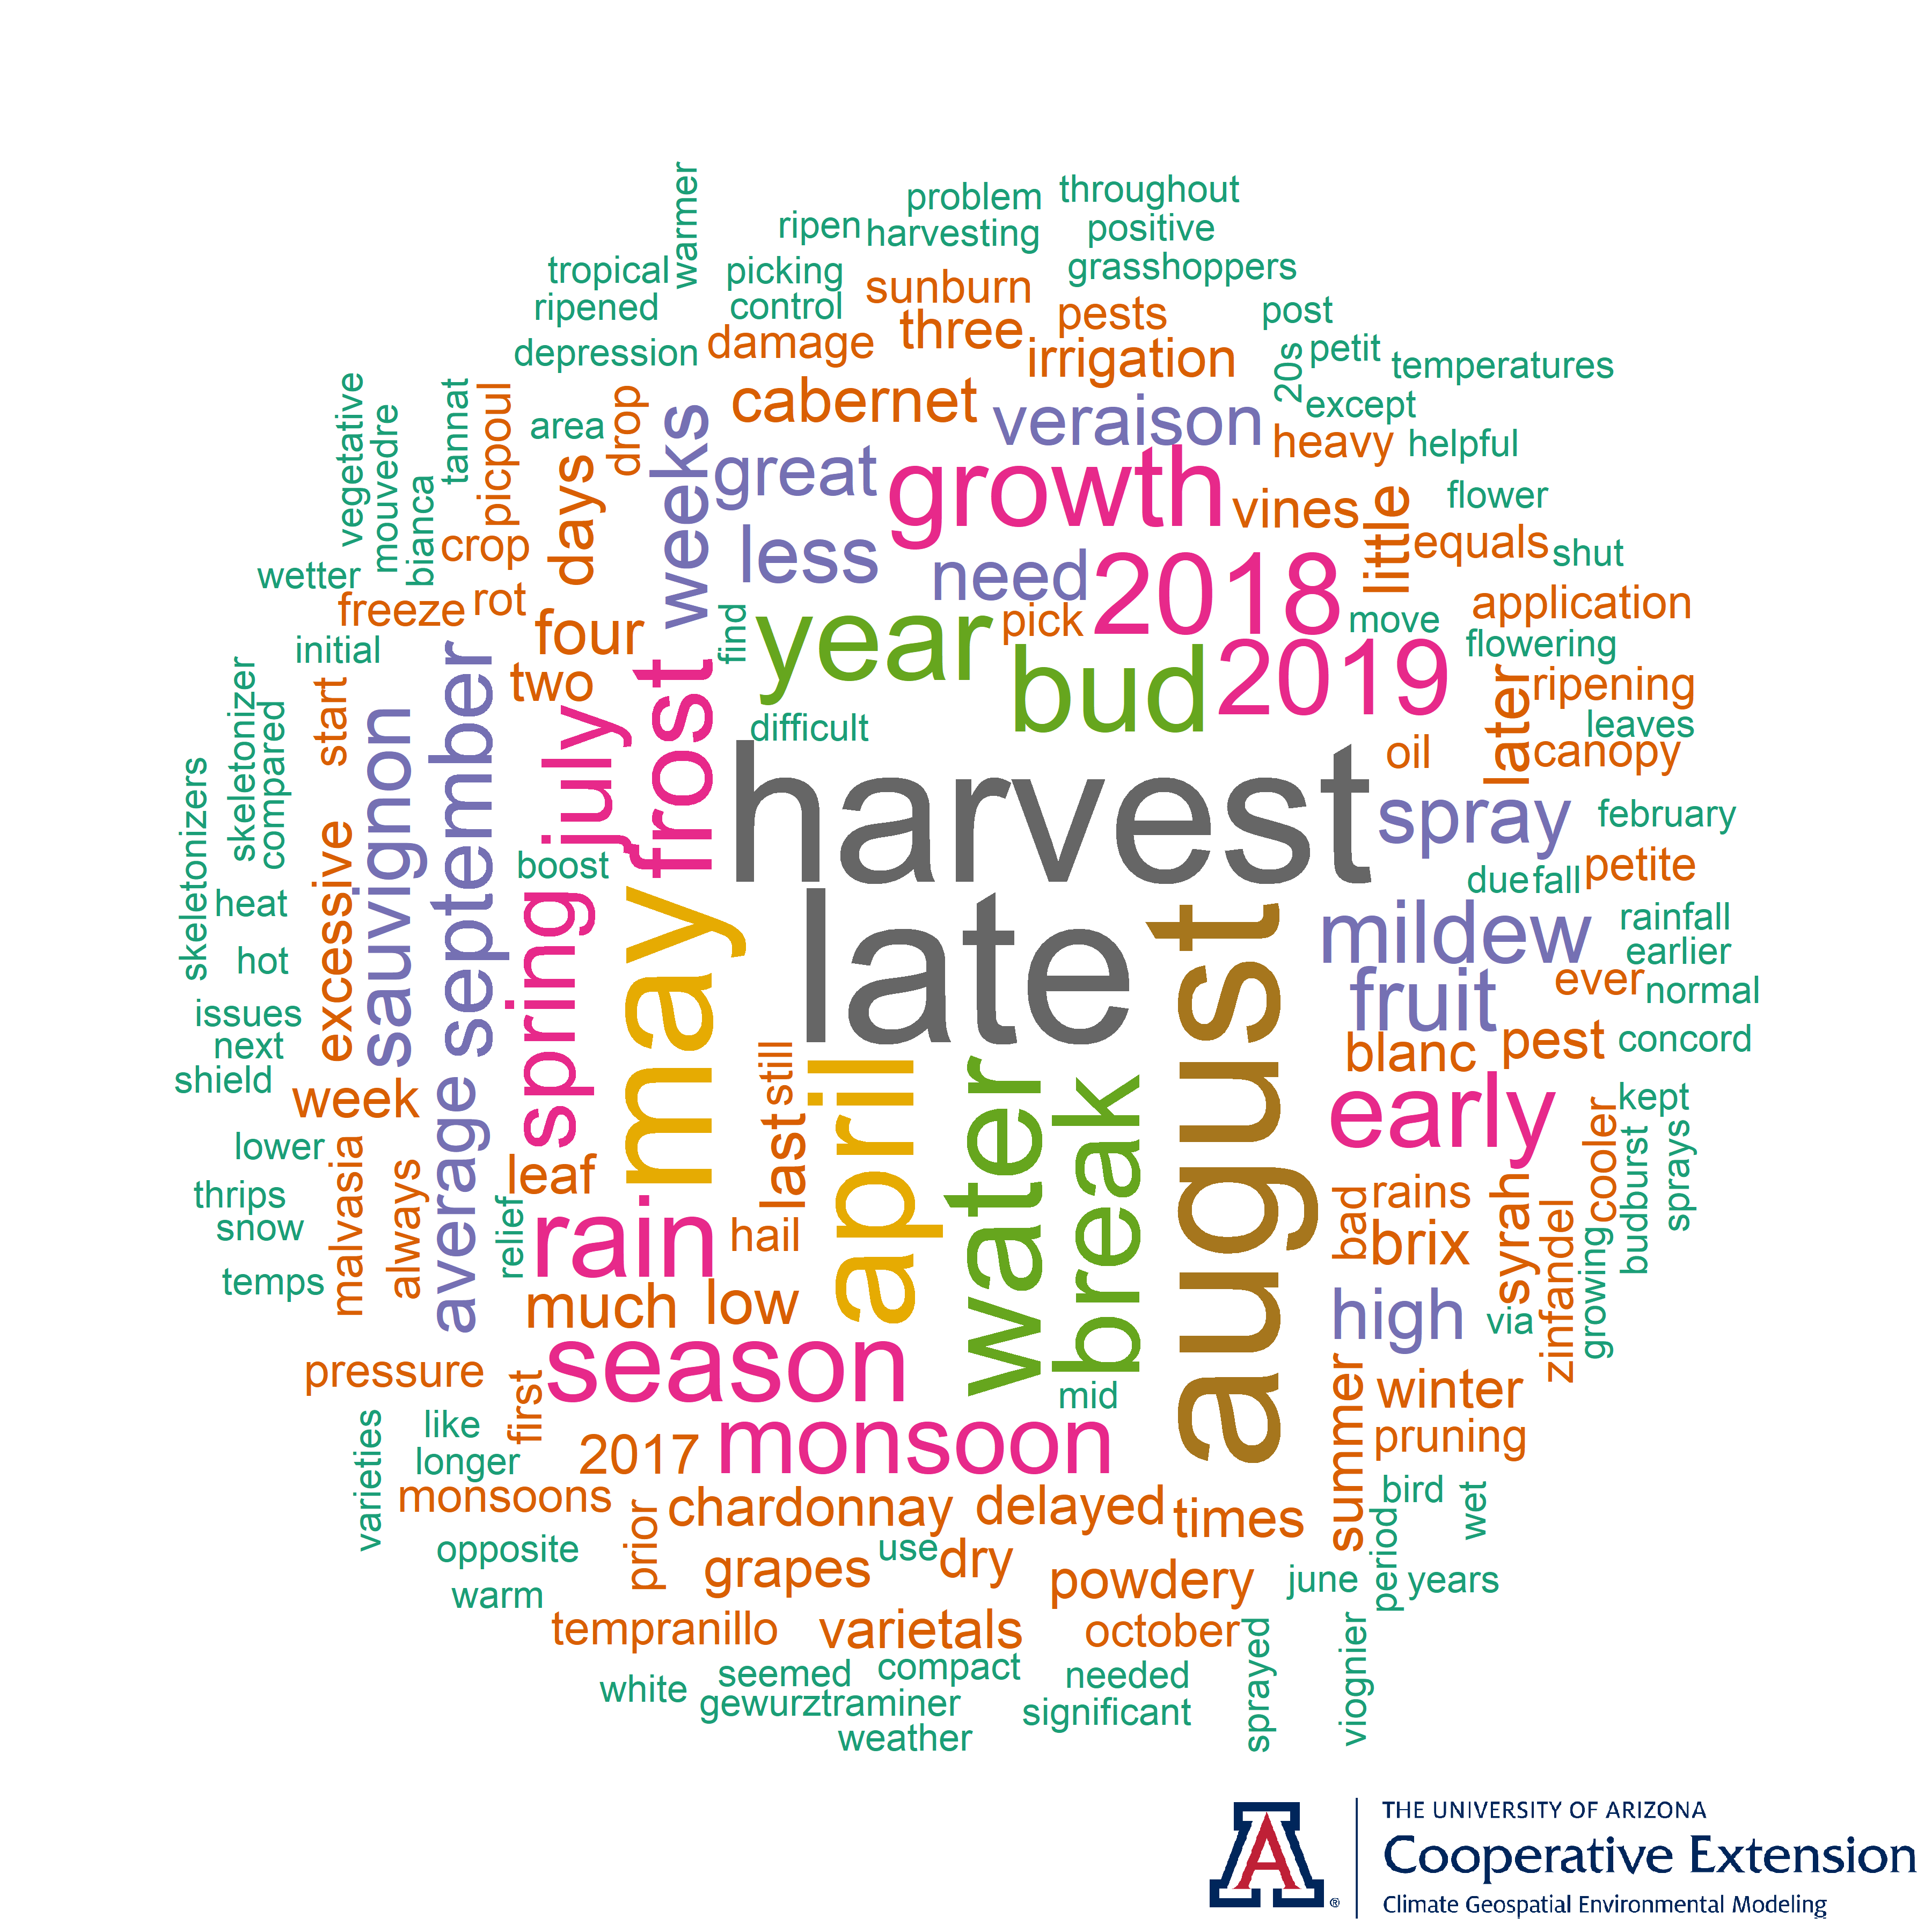 warmer
problem
throughout
ripen
harvesting
positive
tropical
picking
sunburn
grasshoppers
ripened
control
three
pests
post
depression
damage
irrigation
20s
petit
temperatures
vegetative
mouvedre
tannat
picpoul
area
drop
weeks
cabernet
veraison
except
heavy
helpful
bianca
crop
days
great
growth
vines
little
flower
equals
shut
wetter
freeze
rot
four
less
need
2018
application
initial
two
find
year
pick
move
flowering
skeletonizer
compared
start
sauvignon
september
july
frost
difficult
bud
2019
later
ripening
leaves
oil
canopy
skeletonizers
excessive
boost
harvest
spray
february
heat
spring
may
late
august
due
fall
petite
hot
mildew
rainfall
earlier
fruit
ever
normal
issues
next
shield
week
average
last
still
april
water
break
blanc
pest
concord
early
kept
lower
malvasia
always
leaf
cooler
budburst
sprays
thrips
snow
relief
rain
hail
bad
rains
brix
syrah
zinfandel
growing
temps
much
low
high
via
pressure
first
season
mid
summer
winter
varieties
like
longer
2017
monsoon
pruning
monsoons
prior
chardonnay
delayed
times
bird
wet
opposite
grapes
use
dry
powdery
june
period
years
warm
tempranillo
varietals
october
sprayed
viognier
white
seemed
compact
needed
gewurztraminer
significant
weather
THE UNIVERSITY OF ARIZONA
A
®
Cooperative Extension
Climate Geospatial Environmental Modeling